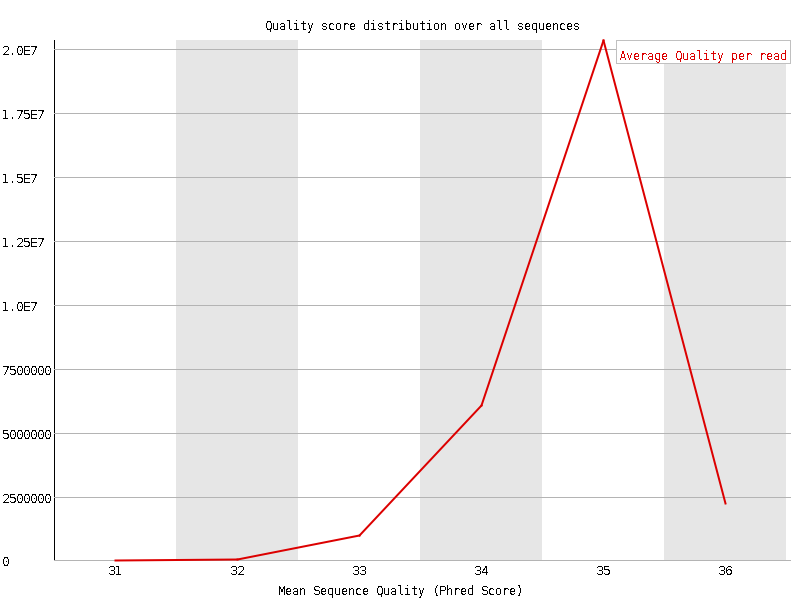 Quality score distribution over all sequences
Average Quality per read
2.0E7
1.75E7
1.5E7
1.25E7
1.0E7
7500000
5000000
2500000
0
31 32 33 34 35 36
Mean Sequence Quality (Phred Score)